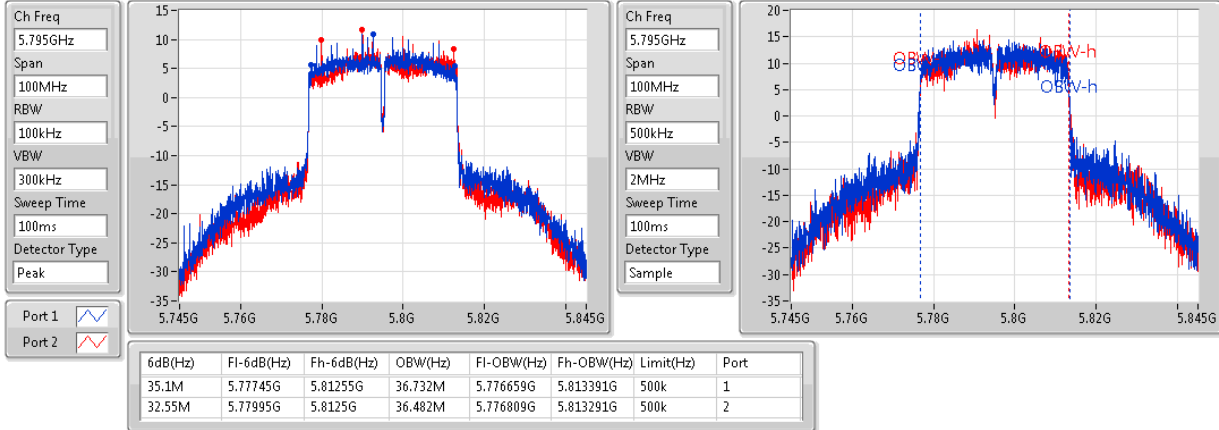 Ch Freq
5.795GHz
Span
100MHz
RBW
100kHz
VBW
300kHz
Sweep Time
100ms
Detector Type
Peak
Port 1
Port 2
15
10
5
0
-5
-10
-15
-20
-25
-30
-35
5.745G 5.76G 5.78G 5.8G 5.82G 5.845G
Ch Freq
5.795GHz
Span
100MHz
RBW
500kHz
VBW
2MHz
Sweep Time
100ms
Detector Type
Sample
20
15
10
5
0
-5
-10
-15
-20
-25
-30
-35
OBW-h
OBW-h
5.745G 5.76G 5.78G 5.8G 5.82G 5.845G
6dB(Hz) Fl-6dB(Hz) Fh-6dB(Hz) OBW(Hz) Fl-OBW(Hz) Fh-OBW(Hz) Limit(Hz) Port
35.1M 5.77745G 5.81255G 36.732M 5.776659G 5.813391G 500k 1
32.55M 5.77995G 5.8125G 36.482M 5.776809G 5.813291G 500k 2